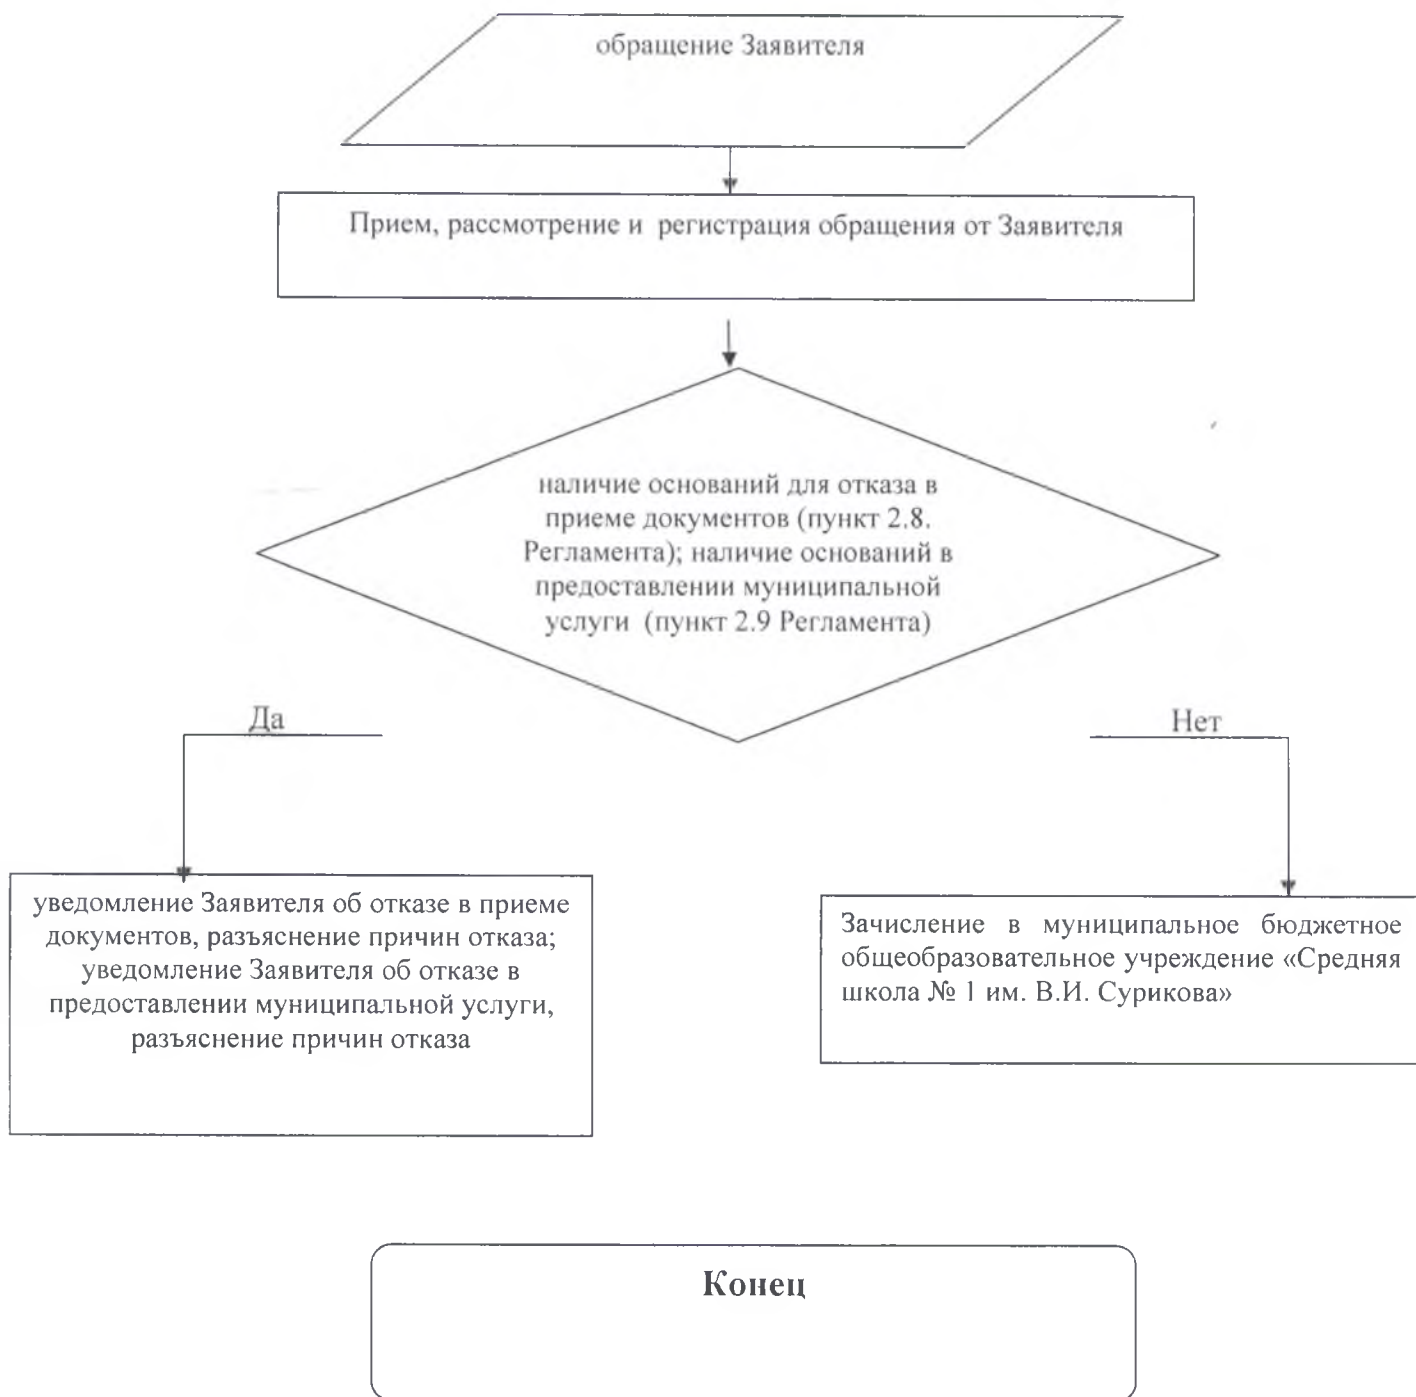 обращение Заявителя
Прием, рассмотрение и регистрация обращения от Заявителя
наличие оснований для отказа в
приеме документов (пункт 2.8.
Регламента); наличие оснований в
предоставлении муниципальной
услуги (пункт 2.9 Регламента)
Да
Нет
уведомление Заявителя об отказе в приеме
документов, разъяснение причин отказа;
уведомление Заявителя об отказе в
предоставлении муниципальной услуги,
разъяснение причин отказа
Зачисление в муниципальное бюджетное
общеобразовательное учреждение «Средняя
школа № 1 им. В.И. Сурикова»
Конец